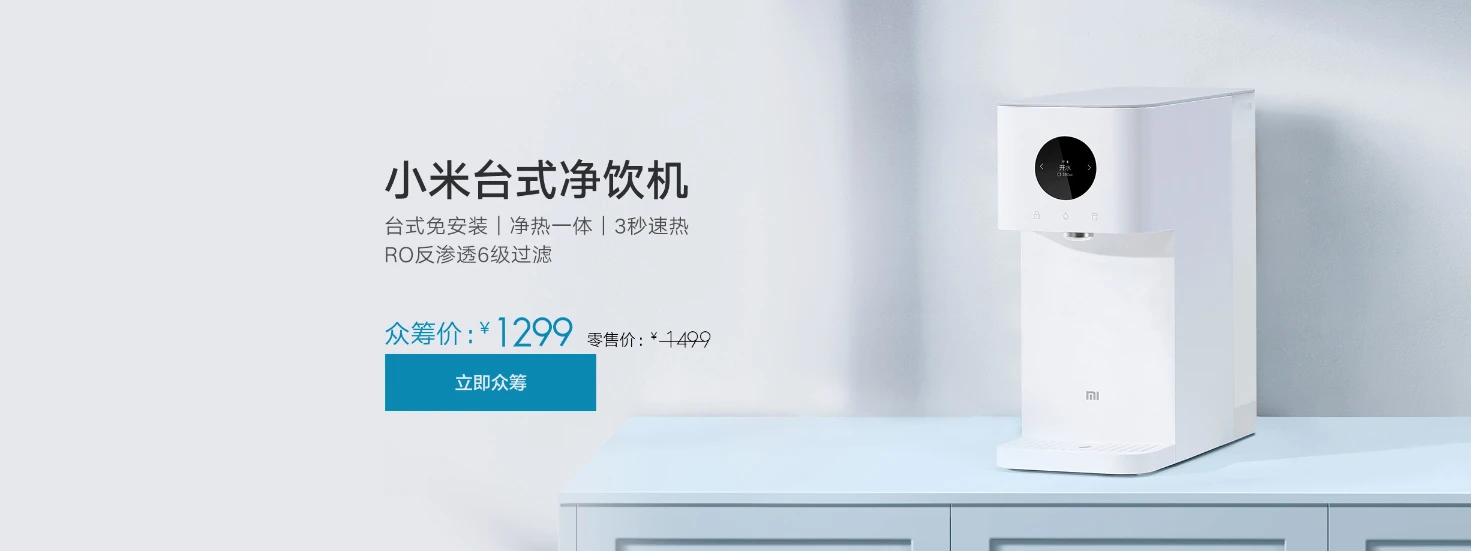 小米台式净饮机
台式免安装｜净热一体｜3秒速热
RO反渗透6级过滤
众筹价：¥1299 零售价：¥1499
立即众筹
开水
mi